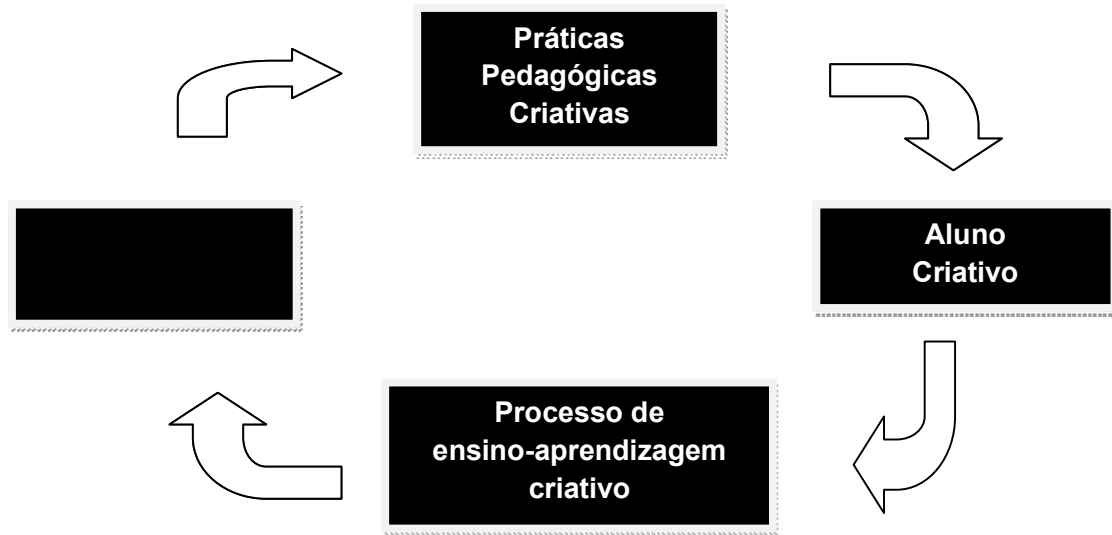 Práticas
Pedagógicas
Criativas
Aluno
Criativo
Processo de
ensino-aprendizagem
criativo